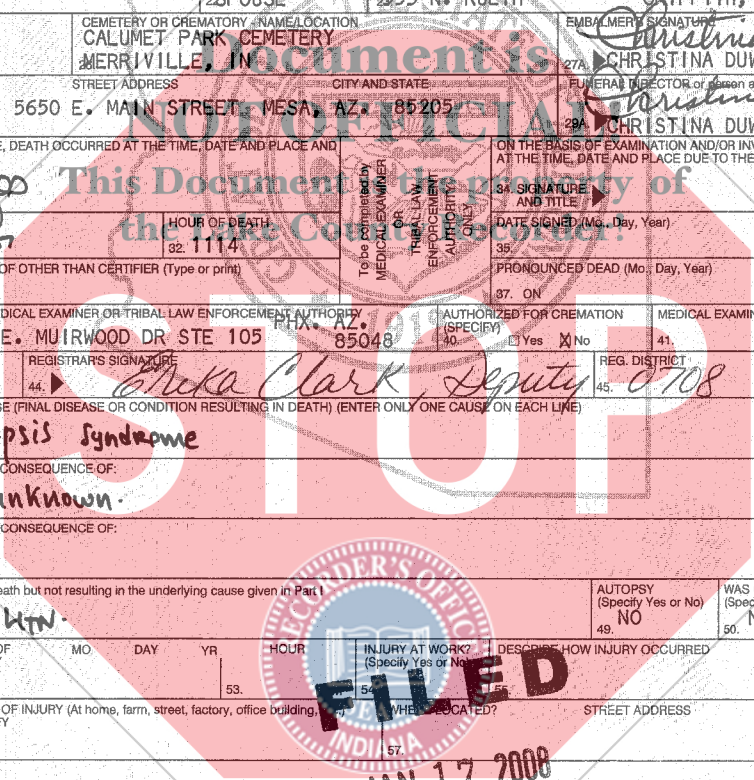 CEMETERY OR CREMATORY - NAME/LOCATION
CALUMET PARK CEMETERY
MERRIVILLE, IN
EMBALMER'S SIGNATURE
27A. CHRISTINA DUW
STREET ADDRESS CITY AND STATE
5650 E. MAIN STREET, MESA, AZ. 85205
FUNERAL DIRECTOR or person a
29A CHRISTINA DUW
Document is
NOT OFFICIAL
This Document is the property of
the Lake County Recorder!
E, DEATH OCCURRED AT THE TIME, DATE AND PLACE AND
To be completed by
MEDICAL EXAMINER
OR
TRIBAL LAW
ENFORCEMENT
AUTHORITY
ONLY
ON THE BASIS OF EXAMINATION AND/OR INV
AT THE TIME, DATE AND PLACE DUE TO THE
34. SIGNATURE
AND TITLE
HOUR OF DEATH
32. 1114
DATE SIGNED (Mo., Day, Year)
35.
OF OTHER THAN CERTIFIER (Type or print)
PRONOUNCED DEAD (Mo., Day, Year)
37. ON
DICAL EXAMINER OR TRIBAL LAW ENFORCEMENT AUTHORITY
E. MUIRWOOD DR STE 105 PHX. AZ.
85048
AUTHORIZED FOR CREMATION
(SPECIFY)
40. Yes X No
MEDICAL EXAMIN
41.
REGISTRAR'S SIGNATURE
44. Erika Clark, Deputy
REG. DISTRICT
45. 0708
SE (FINAL DISEASE OR CONDITION RESULTING IN DEATH) (ENTER ONLY ONE CAUSE ON EACH LINE)
psis Syndrome
CONSEQUENCE OF:
unknown.
CONSEQUENCE OF:
STOP
eath but not resulting in the underlying cause given in Part I
HTN.
AUTOPSY
(Specify Yes or No)
49. NO
WAS
(Spec
50. N
MO DAY YR HOUR
53.
INJURY AT WORK?
(Specify Yes or No)
54.
DESCRIBE HOW INJURY OCCURRED
OF INJURY (At home, farm, street, factory, office building,
WHERE LOCATED? STREET ADDRESS
57.
RECORDER'S OFFICE
SEAL
INDIANA
1912
FILED
JAN 17 2008